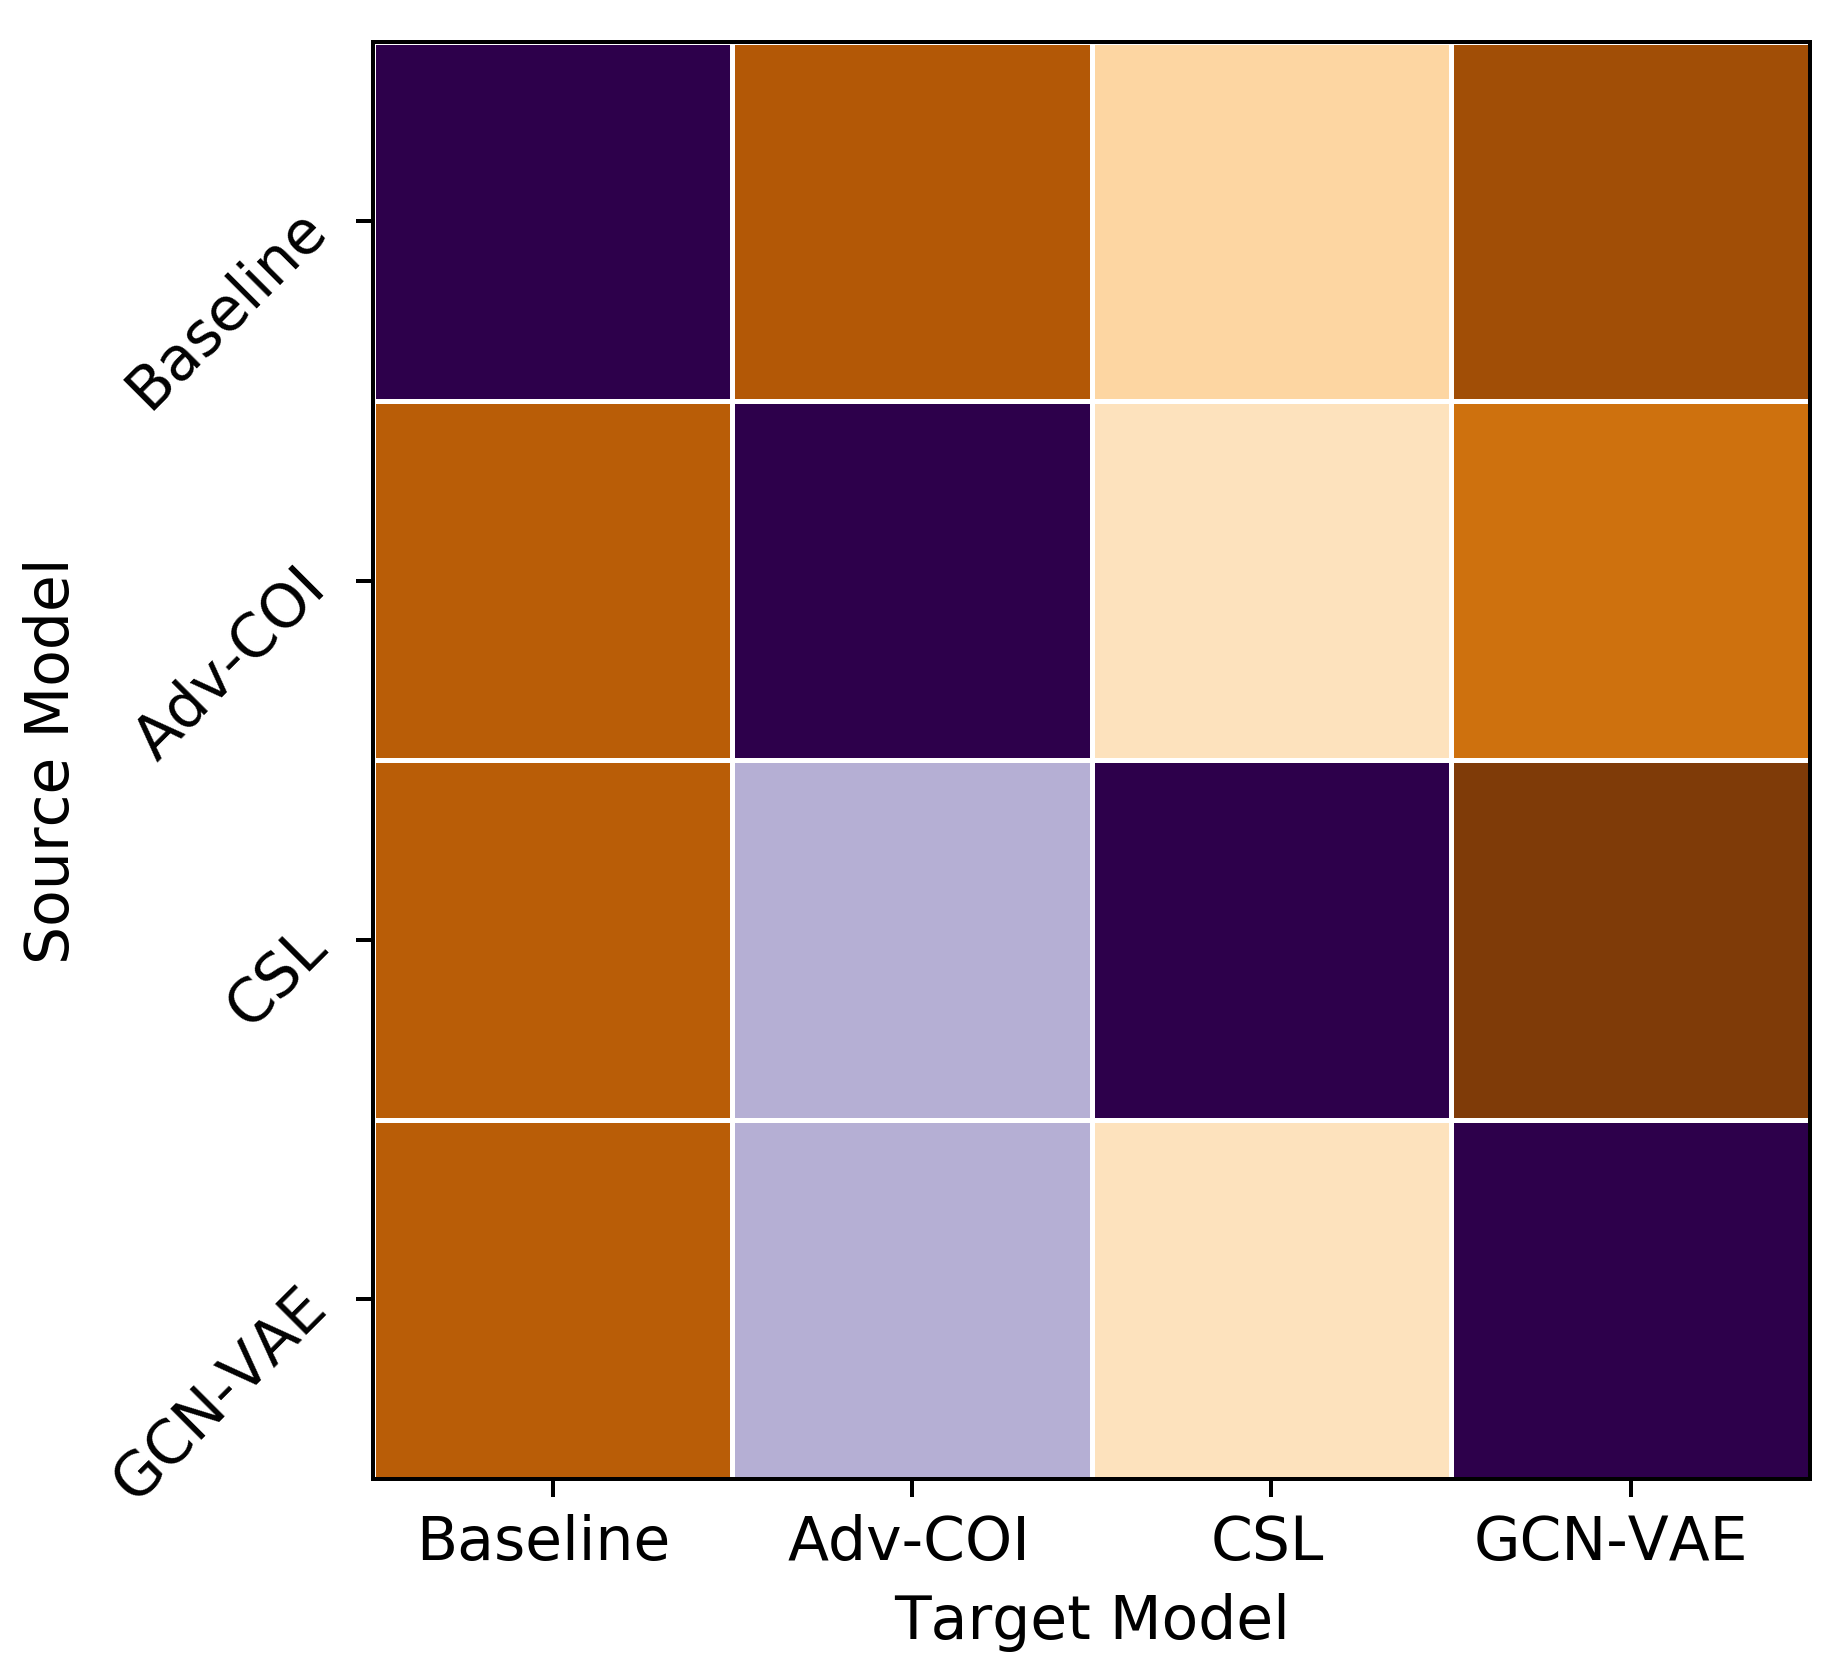 Source Model
Baseline
Adv-COI
CSL
GCN-VAE
Baseline
Adv-COI
CSL
GCN-VAE
Target Model